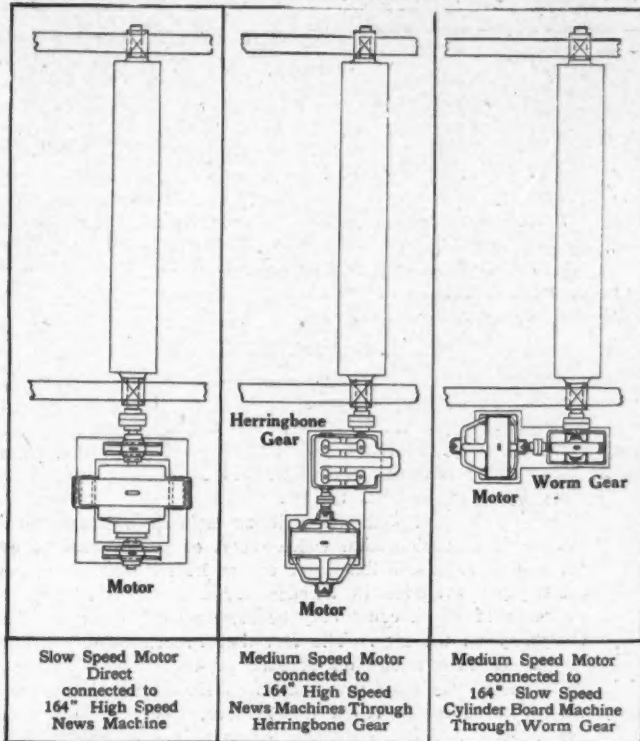 Motor
Slow Speed Motor
Direct
connected to
164" High Speed
News Machine
Herringbone
Gear
Motor
Medium Speed Motor
connected to
164" High Speed
News Machines Through
Herringbone Gear
Motor Worm Gear
Medium Speed Motor
connected to
164" Slow Speed
Cylinder Board Machine
Through Worm Gear